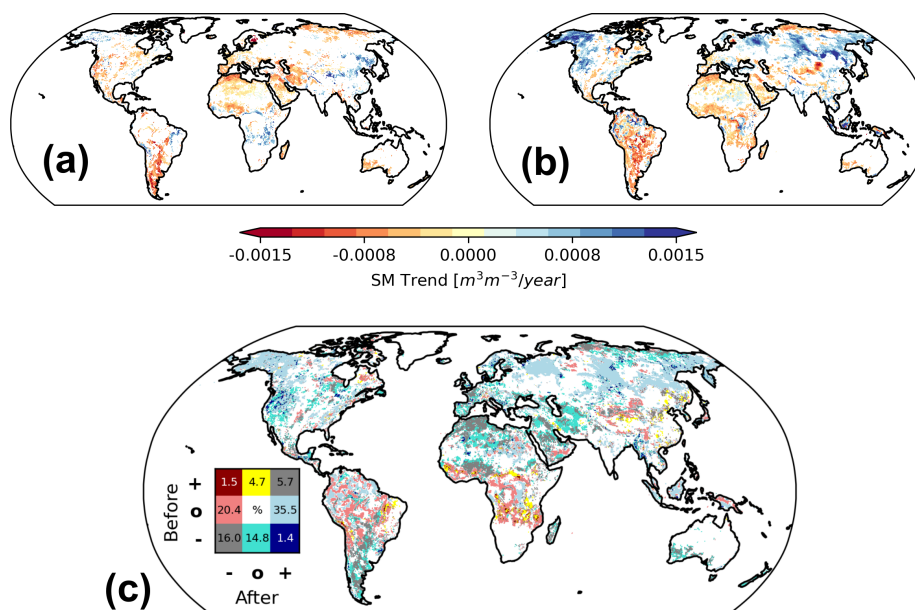 (a)
(b)
-0.0015 -0.0008 0.0000 0.0008 0.0015
SM Trend [m³m⁻³/year]
Before
+ 1.5 4.7 5.7
o 20.4 % 35.5
- 16.0 14.8 1.4
- o +
After
(c)